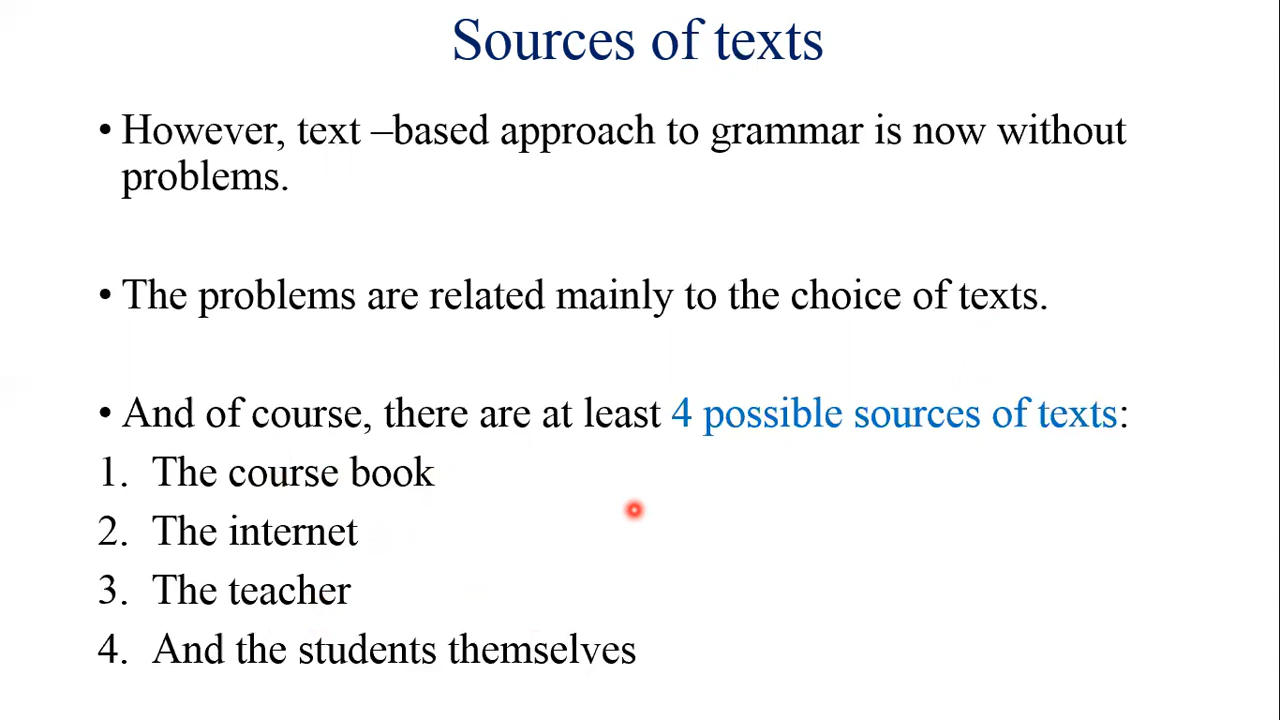 Sources of texts
• However, text –based approach to grammar is now without
problems.
• The problems are related mainly to the choice of texts.
• And of course, there are at least 4 possible sources of texts:
1. The course book
2. The internet
3. The teacher
4. And the students themselves